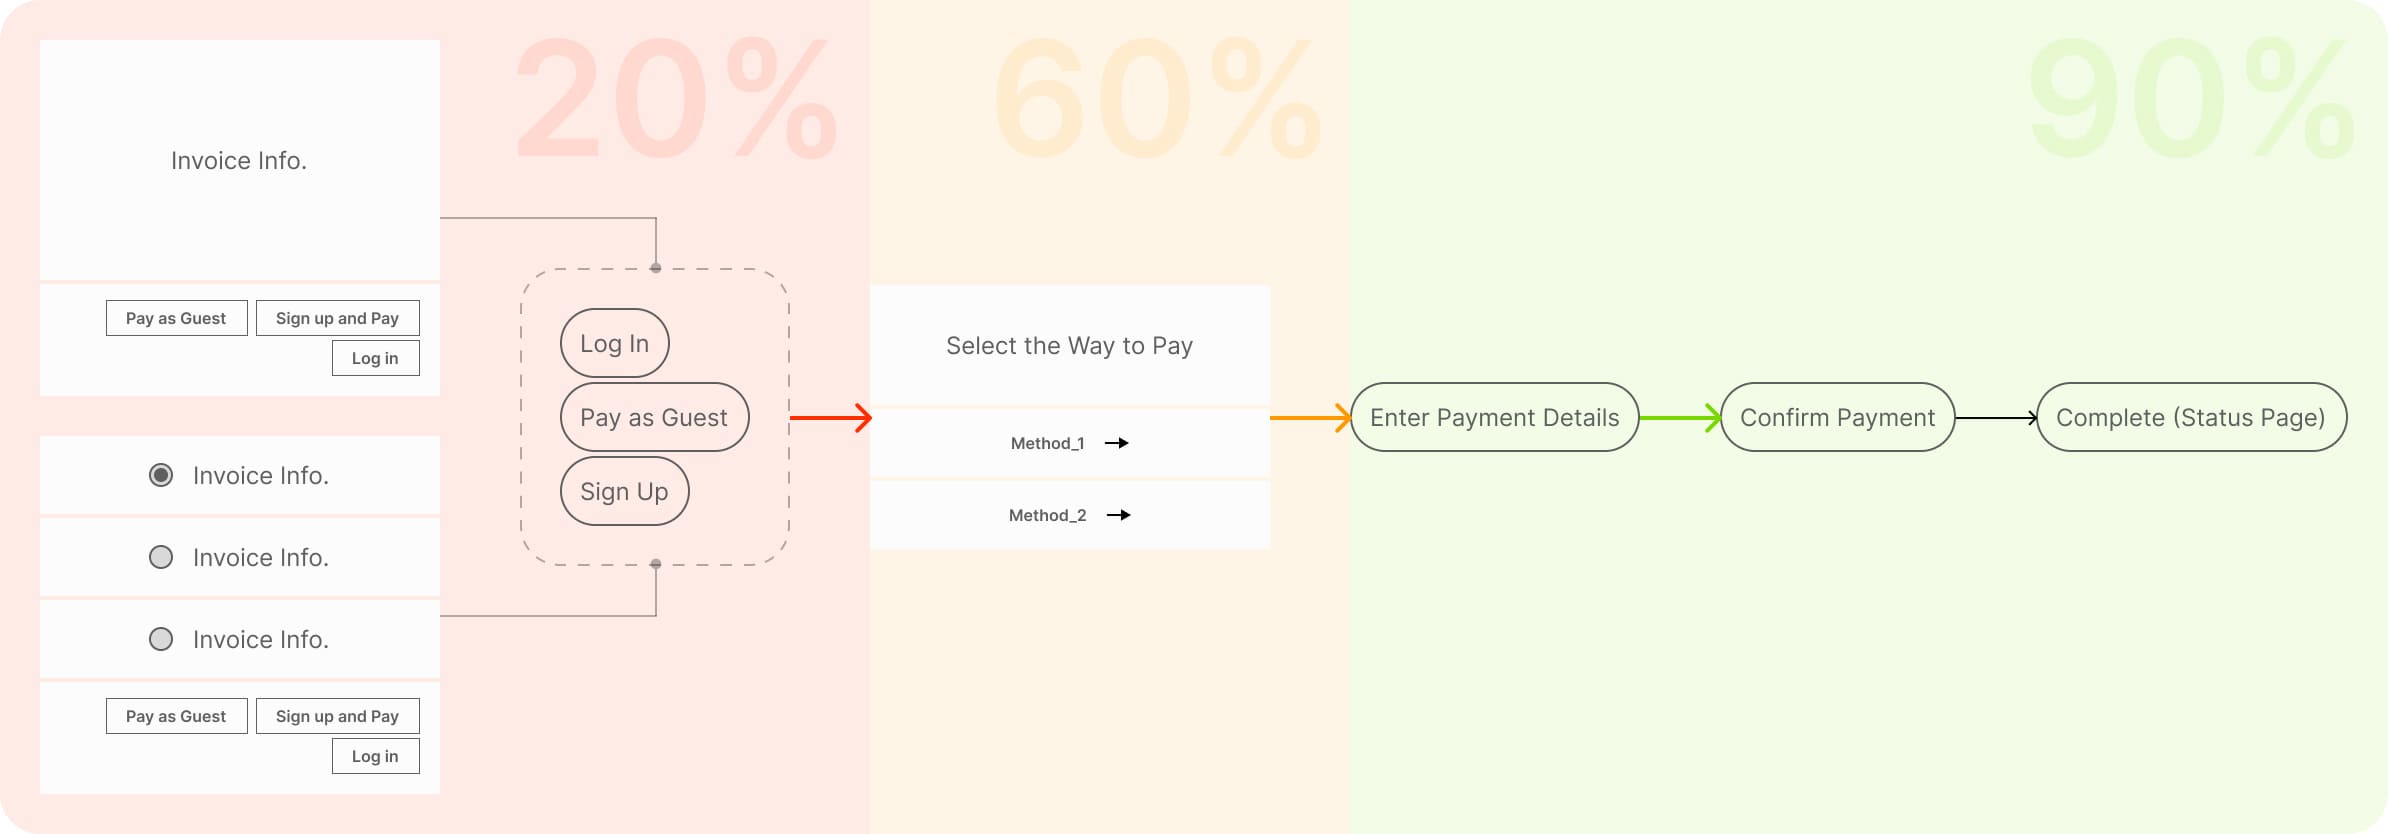 20%
60%
90%
Invoice Info.
Pay as Guest
Sign up and Pay
Log in
Invoice Info.
Invoice Info.
Invoice Info.
Pay as Guest
Sign up and Pay
Log in
Log In
Pay as Guest
Sign Up
Select the Way to Pay
Method_1
Method_2
Enter Payment Details
Confirm Payment
Complete (Status Page)